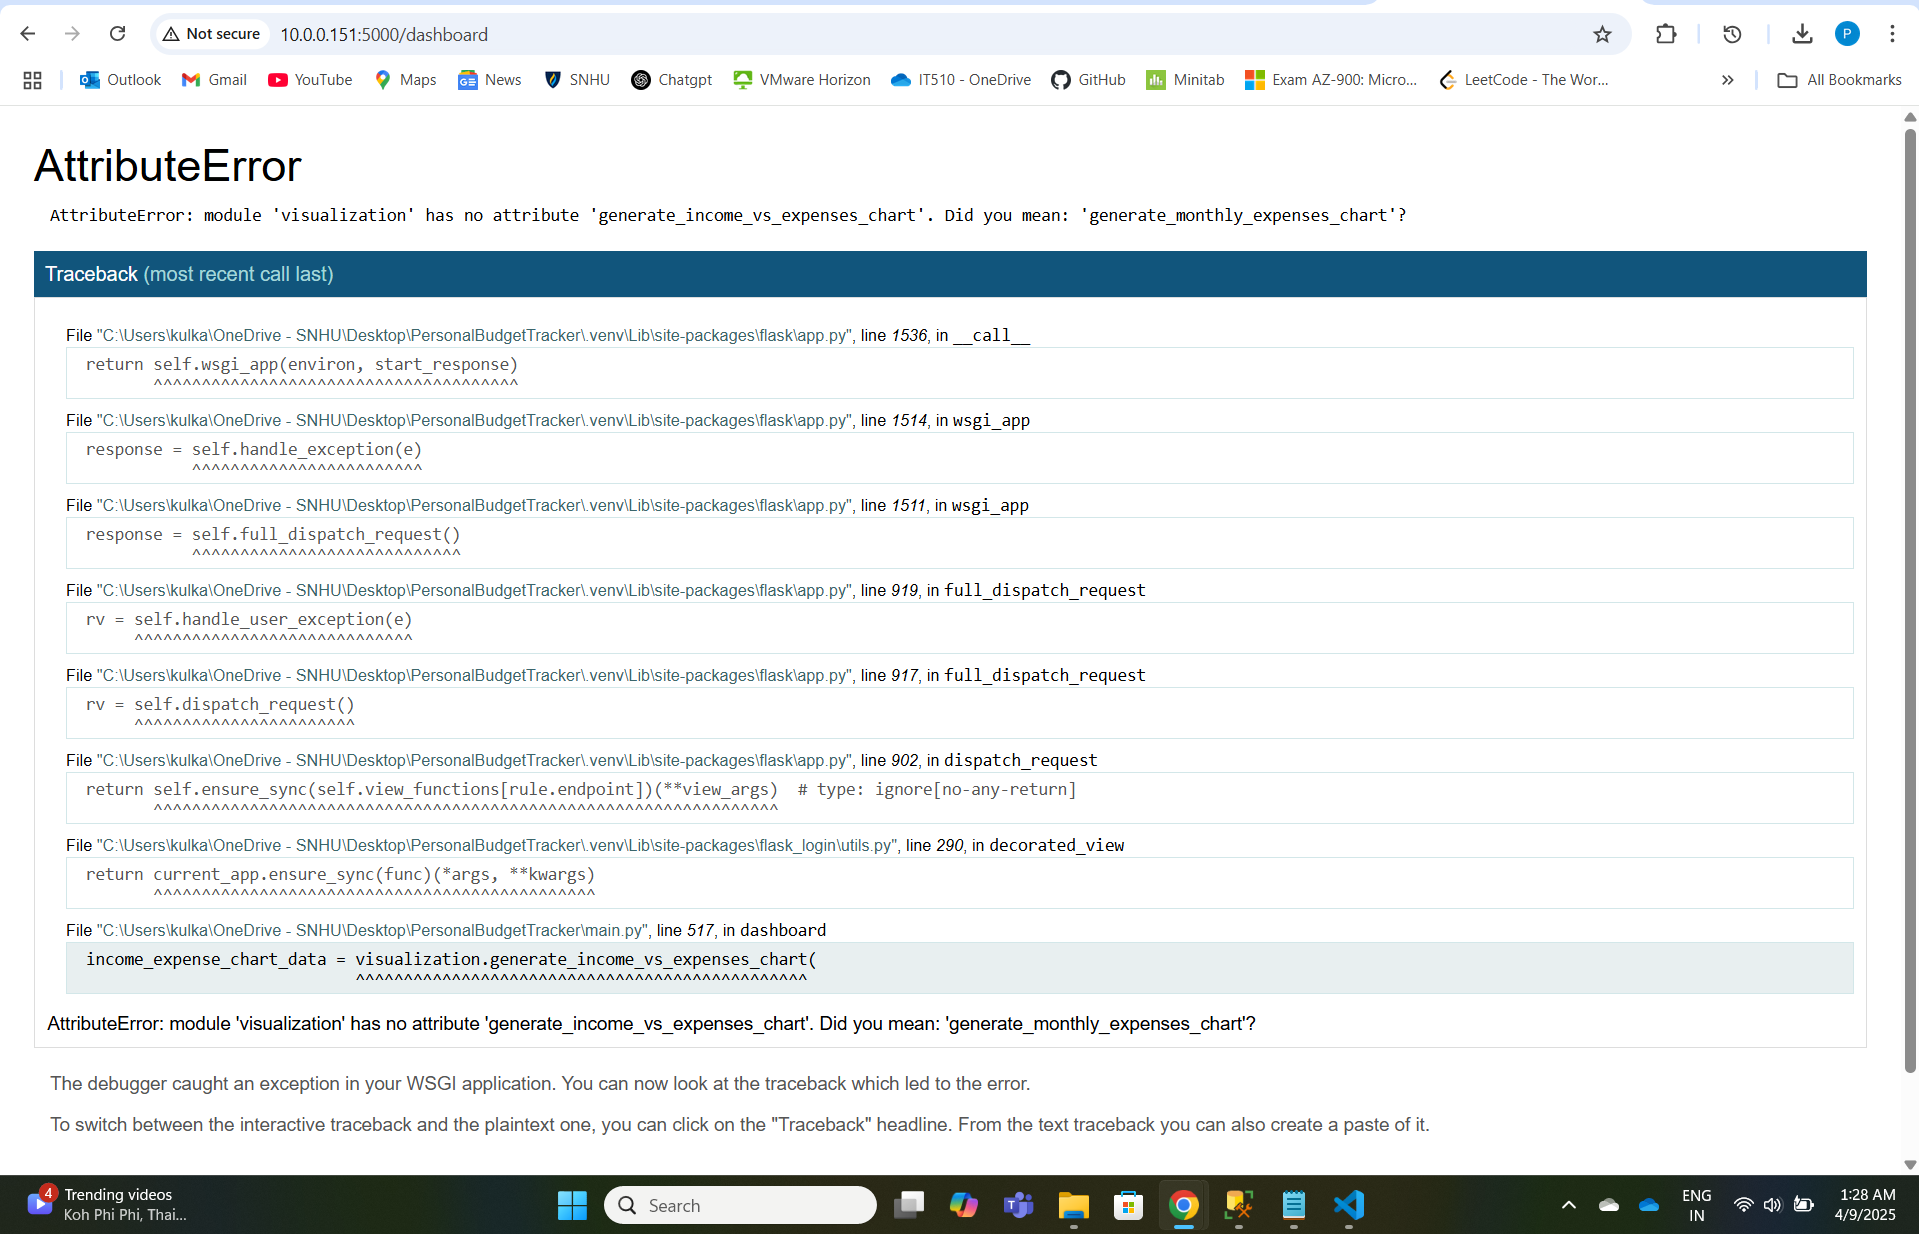 Not secure 10.0.0.151:5000/dashboard P
Outlook Gmail YouTube Maps News SNHU Chatgpt VMware Horizon IT510 - OneDrive GitHub Minitab Exam AZ-900: Micro... LeetCode - The Wor... » All Bookmarks
AttributeError
AttributeError: module 'visualization' has no attribute 'generate_income_vs_expenses_chart'. Did you mean: 'generate_monthly_expenses_chart'?
Traceback (most recent call last)
File "C:\Users\kulka\OneDrive - SNHU\Desktop\PersonalBudgetTracker\.venv\Lib\site-packages\flask\app.py", line 1536, in __call__
return self.wsgi_app(environ, start_response)
^^^^^^^^^^^^^^^^^^^^^^^^^^^^^^^^^^^^^^
File "C:\Users\kulka\OneDrive - SNHU\Desktop\PersonalBudgetTracker\.venv\Lib\site-packages\flask\app.py", line 1514, in wsgi_app
response = self.handle_exception(e)
^^^^^^^^^^^^^^^^^^^^^^^^
File "C:\Users\kulka\OneDrive - SNHU\Desktop\PersonalBudgetTracker\.venv\Lib\site-packages\flask\app.py", line 1511, in wsgi_app
response = self.full_dispatch_request()
^^^^^^^^^^^^^^^^^^^^^^^^^^^^
File "C:\Users\kulka\OneDrive - SNHU\Desktop\PersonalBudgetTracker\.venv\Lib\site-packages\flask\app.py", line 919, in full_dispatch_request
rv = self.handle_user_exception(e)
^^^^^^^^^^^^^^^^^^^^^^^^^^^^^
File "C:\Users\kulka\OneDrive - SNHU\Desktop\PersonalBudgetTracker\.venv\Lib\site-packages\flask\app.py", line 917, in full_dispatch_request
rv = self.dispatch_request()
^^^^^^^^^^^^^^^^^^^^^^^
File "C:\Users\kulka\OneDrive - SNHU\Desktop\PersonalBudgetTracker\.venv\Lib\site-packages\flask\app.py", line 902, in dispatch_request
return self.ensure_sync(self.view_functions[rule.endpoint])(**view_args)  # type: ignore[no-any-return]
^^^^^^^^^^^^^^^^^^^^^^^^^^^^^^^^^^^^^^^^^^^^^^^^^^^^^^^^^^^^^^^^^
File "C:\Users\kulka\OneDrive - SNHU\Desktop\PersonalBudgetTracker\.venv\Lib\site-packages\flask_login\utils.py", line 290, in decorated_view
return current_app.ensure_sync(func)(*args, **kwargs)
^^^^^^^^^^^^^^^^^^^^^^^^^^^^^^^^^^^^^^^^^^^^^^
File "C:\Users\kulka\OneDrive - SNHU\Desktop\PersonalBudgetTracker\main.py", line 517, in dashboard
income_expense_chart_data = visualization.generate_income_vs_expenses_chart(
^^^^^^^^^^^^^^^^^^^^^^^^^^^^^^^^^^^^^^^^^^^^^^^
AttributeError: module 'visualization' has no attribute 'generate_income_vs_expenses_chart'. Did you mean: 'generate_monthly_expenses_chart'?
The debugger caught an exception in your WSGI application. You can now look at the traceback which led to the error.
To switch between the interactive traceback and the plaintext one, you can click on the "Traceback" headline. From the text traceback you can also create a paste of it.
4 Trending videos
Koh Phi Phi, Thai...
Search
ENG
IN
1:28 AM
4/9/2025